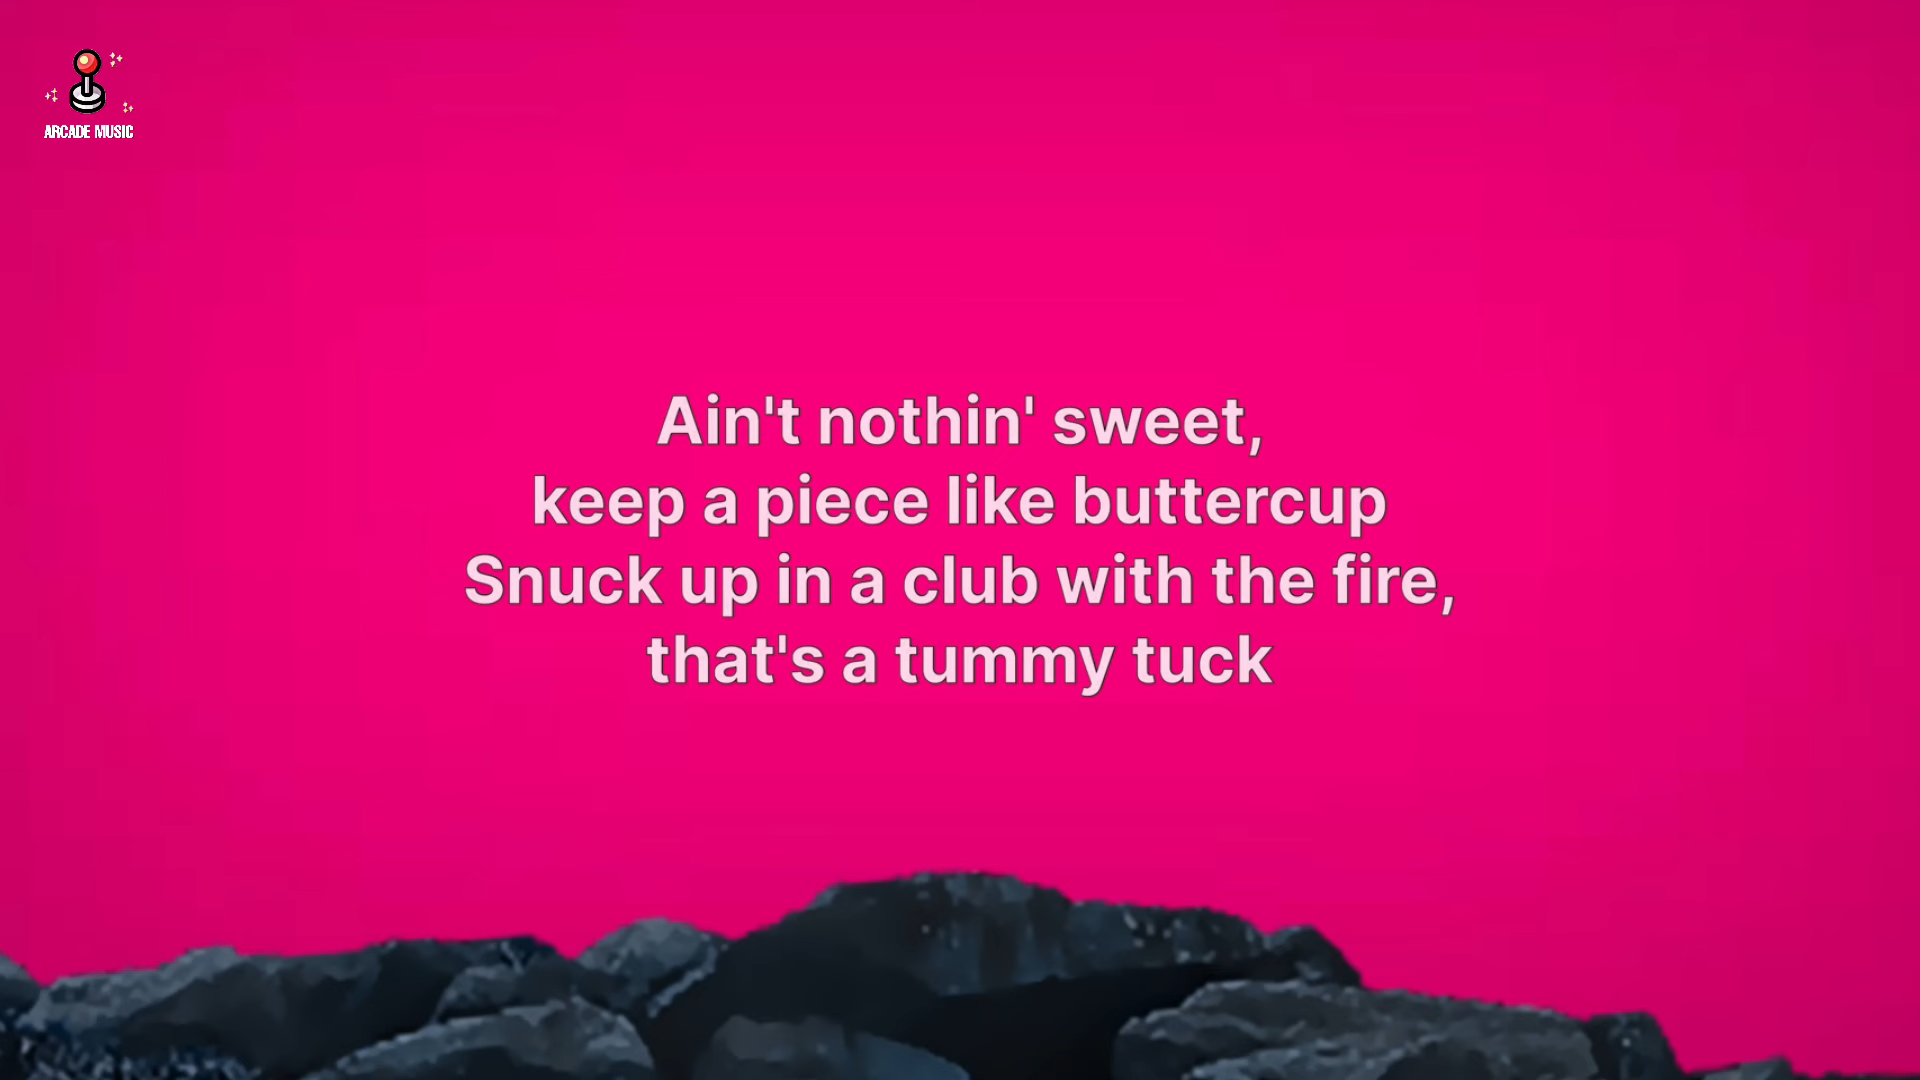 ARCADE MUSIC
Ain't nothin' sweet,
keep a piece like buttercup
Snuck up in a club with the fire,
that's a tummy tuck